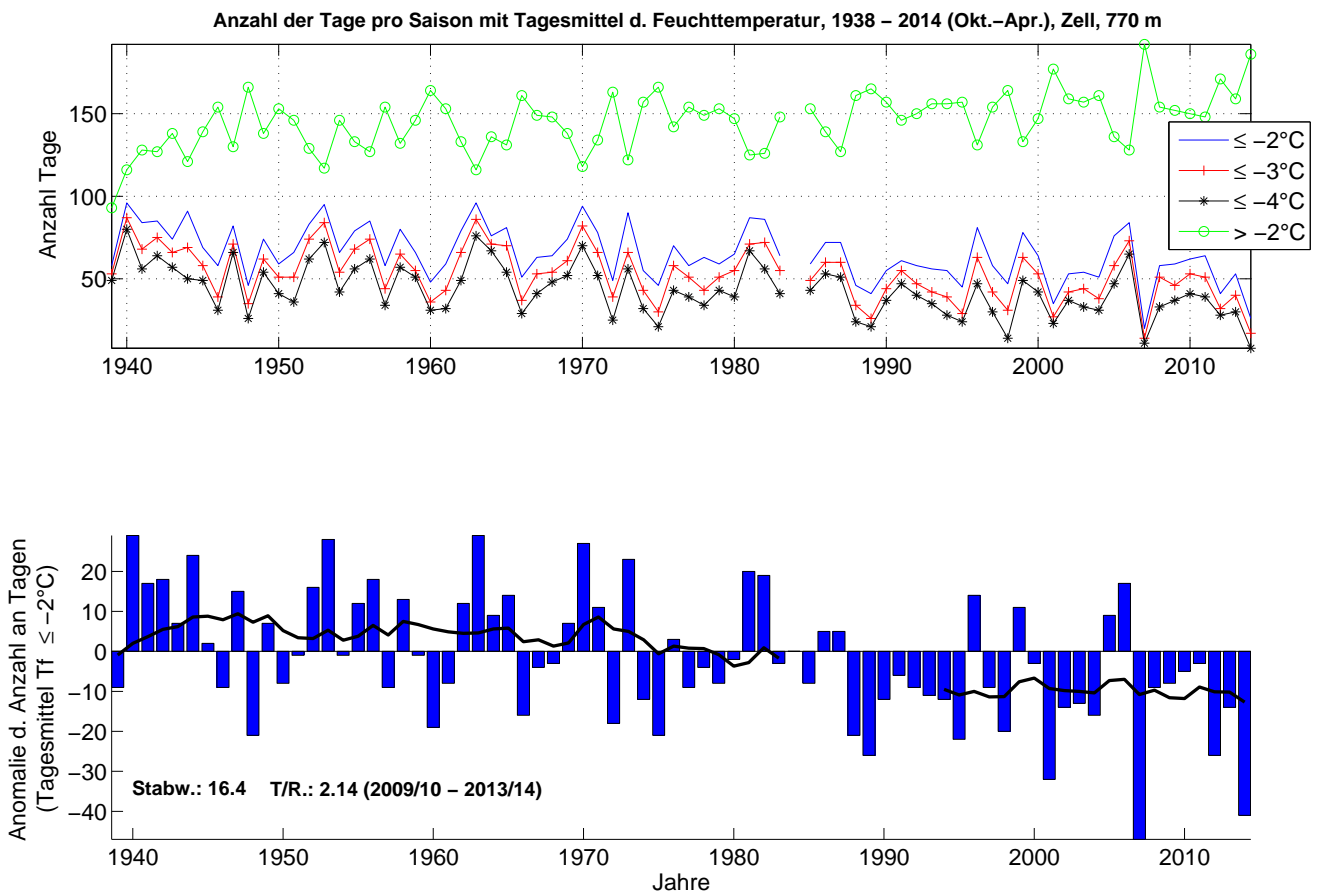 Anzahl der Tage pro Saison mit Tagesmittel d. Feuchttemperatur, 1938 − 2014 (Okt.−Apr.), Zell, 770 m
Anzahl Tage
150
100
50
≤ −2°C
≤ −3°C
≤ −4°C
> −2°C
1940 1950 1960 1970 1980 1990 2000 2010
Anomalie d. Anzahl an Tagen
(Tagesmittel Tf ≤ −2°C)
20
10
0
−10
−20
−30
−40
Stabw.: 16.4 T/R.: 2.14 (2009/10 − 2013/14)
1940 1950 1960 1970 1980 1990 2000 2010
Jahre